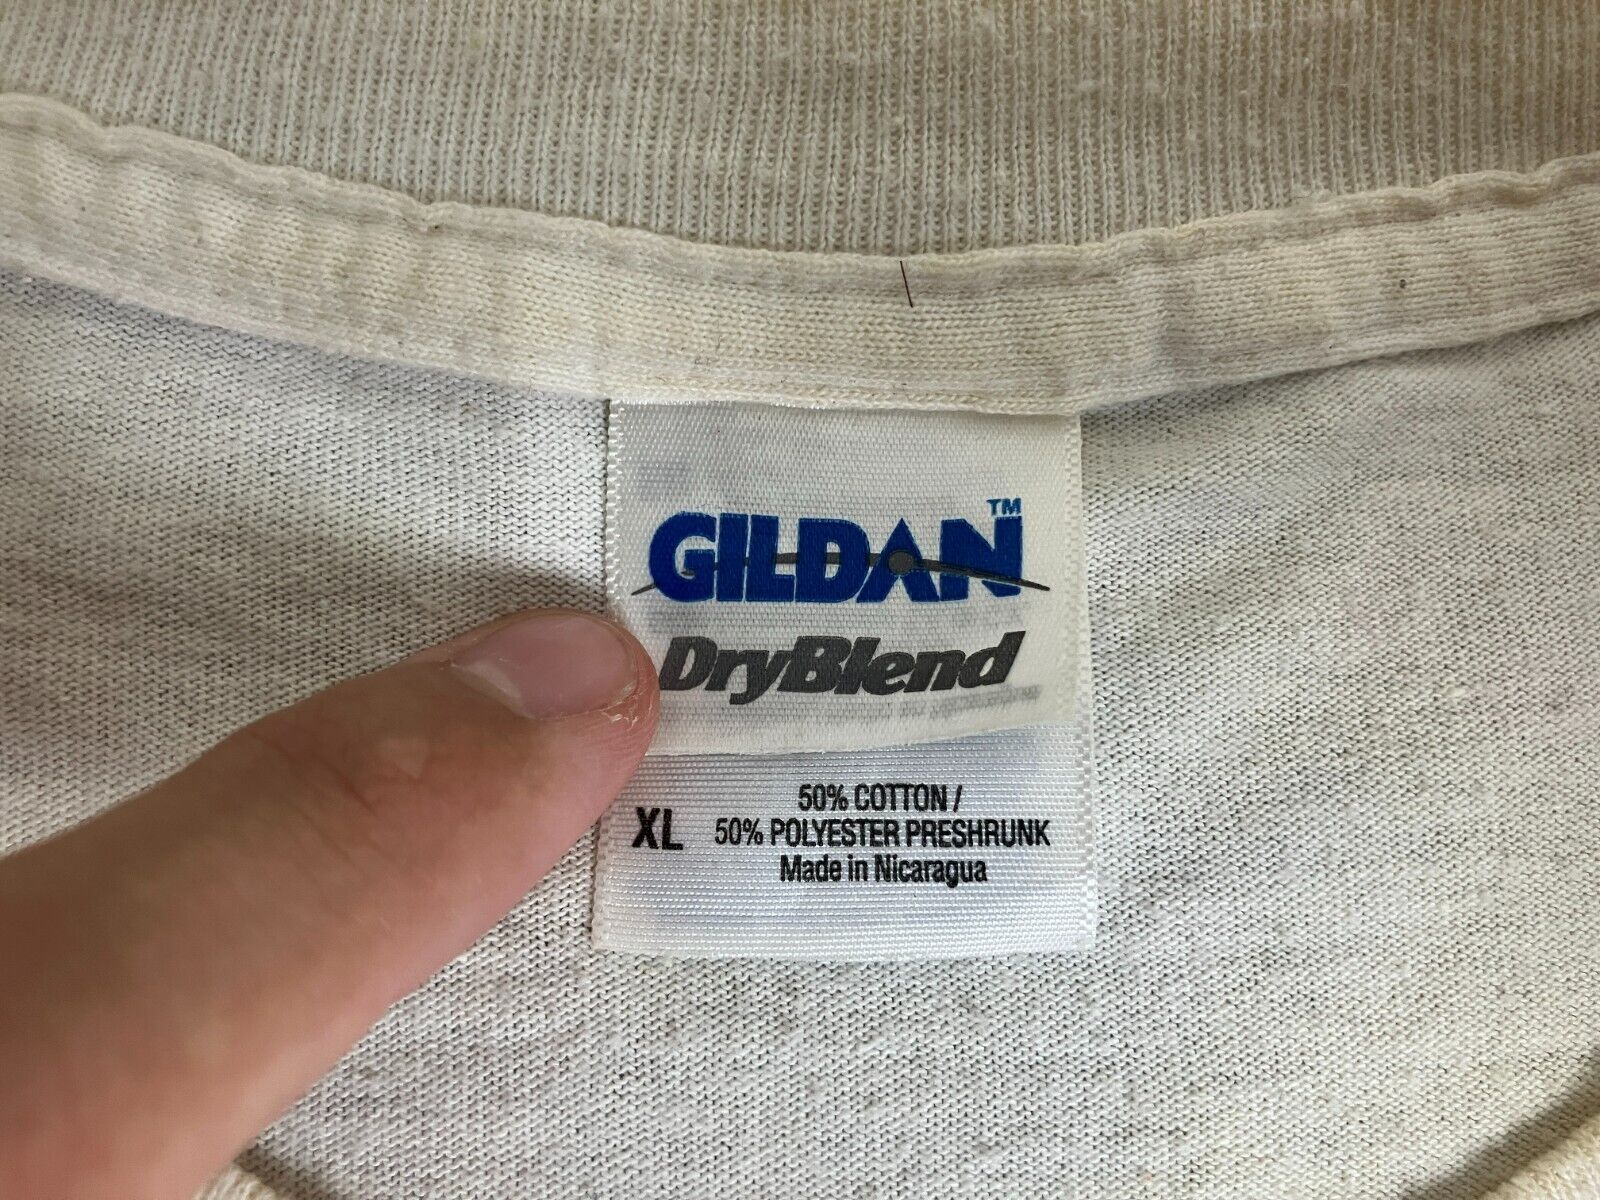 GILDAN™
DryBlend
50% COTTON /
XL 50% POLYESTER PRESHRUNK
Made in Nicaragua